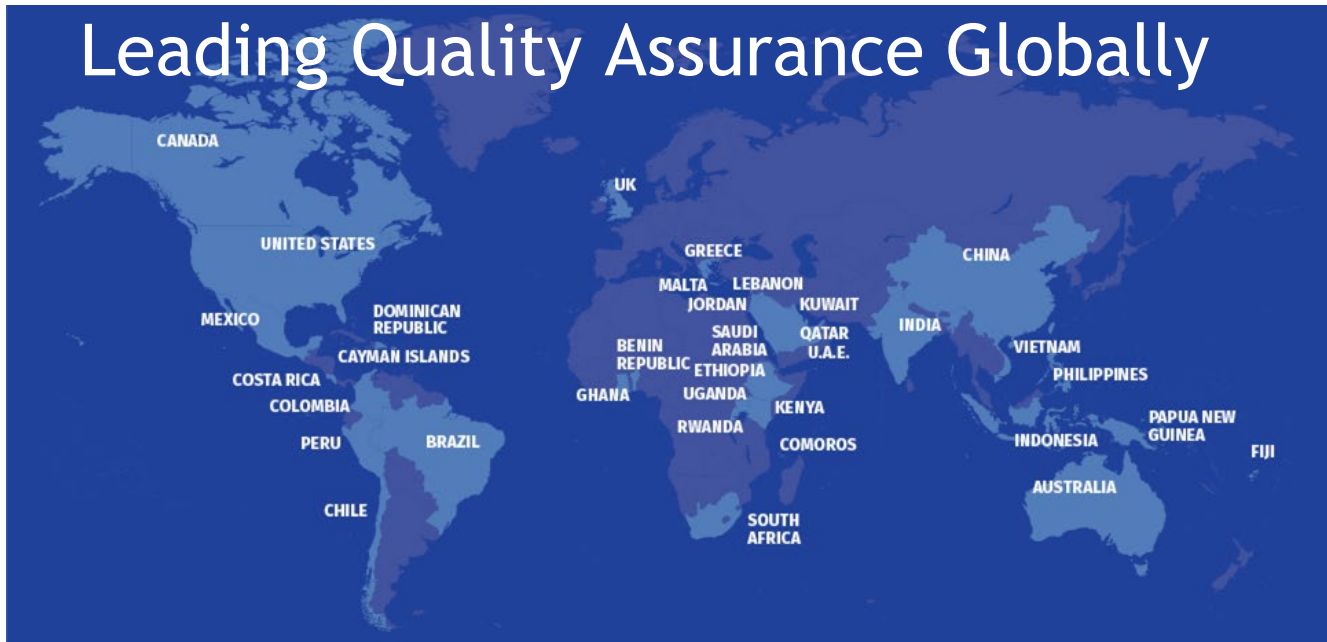 Leading Quality Assurance Globally
CANADA
UK
UNITED STATES
GREECE
CHINA
MALTA
LEBANON
JORDAN
KUWAIT
MEXICO
DOMINICAN
REPUBLIC
SAUDI
ARABIA
QATAR
U.A.E.
INDIA
BENIN
REPUBLIC
VIETNAM
CAYMAN ISLANDS
ETHIOPIA
PHILIPPINES
COSTA RICA
GHANA
UGANDA
COLOMBIA
KENYA
RWANDA
PAPUA NEW
GUINEA
PERU
BRAZIL
COMOROS
INDONESIA
FIJI
AUSTRALIA
CHILE
SOUTH
AFRICA